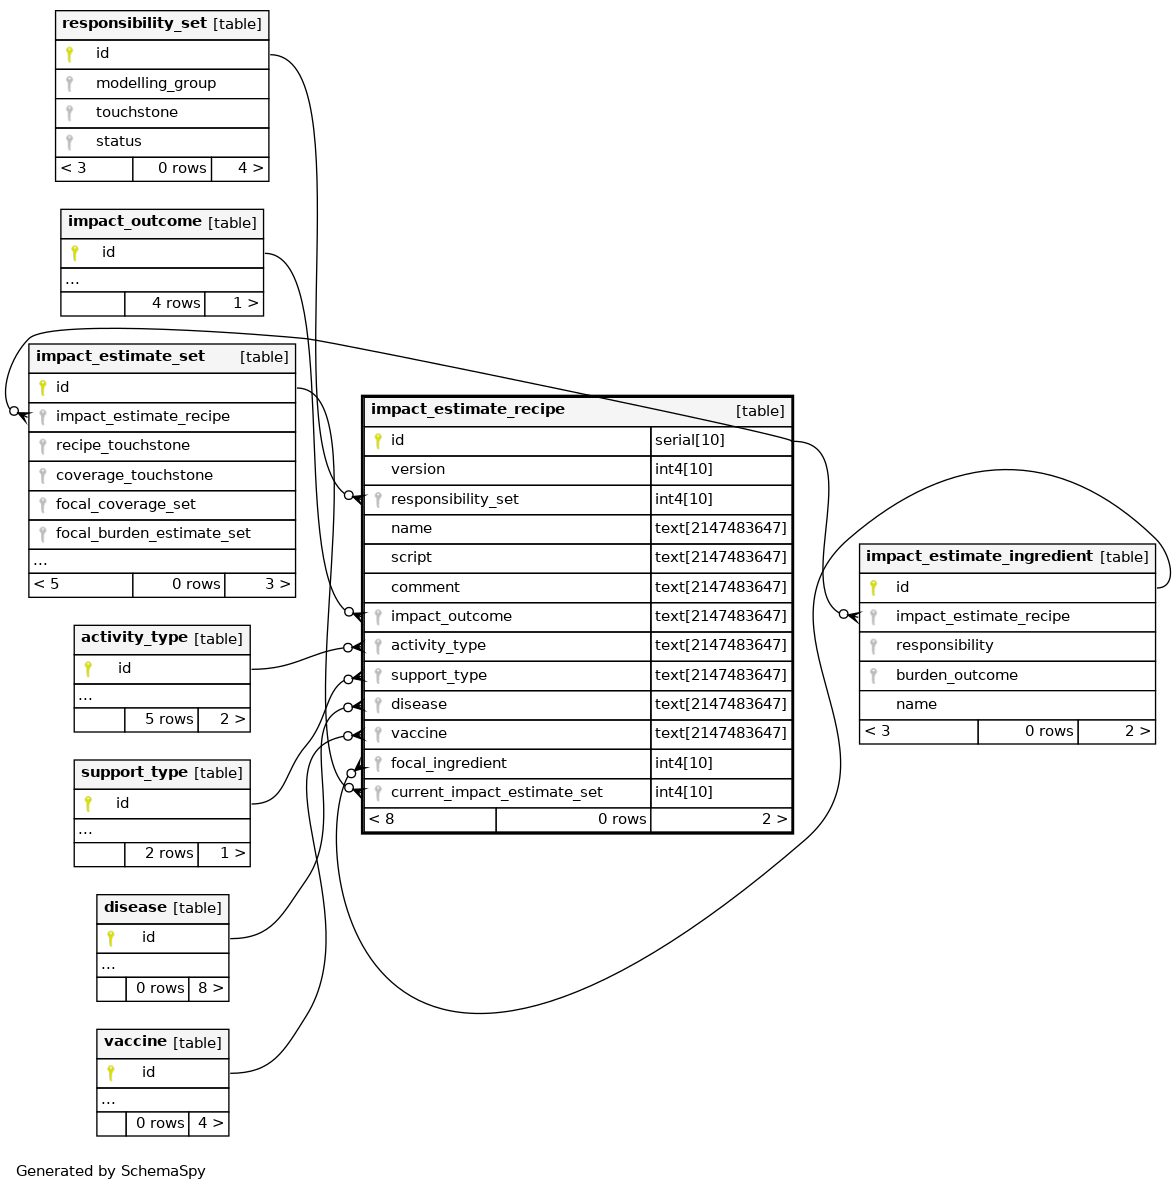 responsibility_set [table]
id
modelling_group
touchstone
status
< 3 0 rows 4 >
impact_outcome [table]
id
...
4 rows 1 >
impact_estimate_set [table]
id
impact_estimate_recipe
recipe_touchstone
coverage_touchstone
focal_coverage_set
focal_burden_estimate_set
...
< 5 0 rows 3 >
activity_type [table]
id
...
5 rows 2 >
support_type [table]
id
...
2 rows 1 >
disease [table]
id
...
0 rows 8 >
vaccine [table]
id
...
0 rows 4 >
impact_estimate_recipe [table]
id serial[10]
version int4[10]
responsibility_set int4[10]
name text[2147483647]
script text[2147483647]
comment text[2147483647]
impact_outcome text[2147483647]
activity_type text[2147483647]
support_type text[2147483647]
disease text[2147483647]
vaccine text[2147483647]
focal_ingredient int4[10]
current_impact_estimate_set int4[10]
< 8 0 rows 2 >
impact_estimate_ingredient [table]
id
impact_estimate_recipe
responsibility
burden_outcome
name
< 3 0 rows 2 >
Generated by SchemaSpy